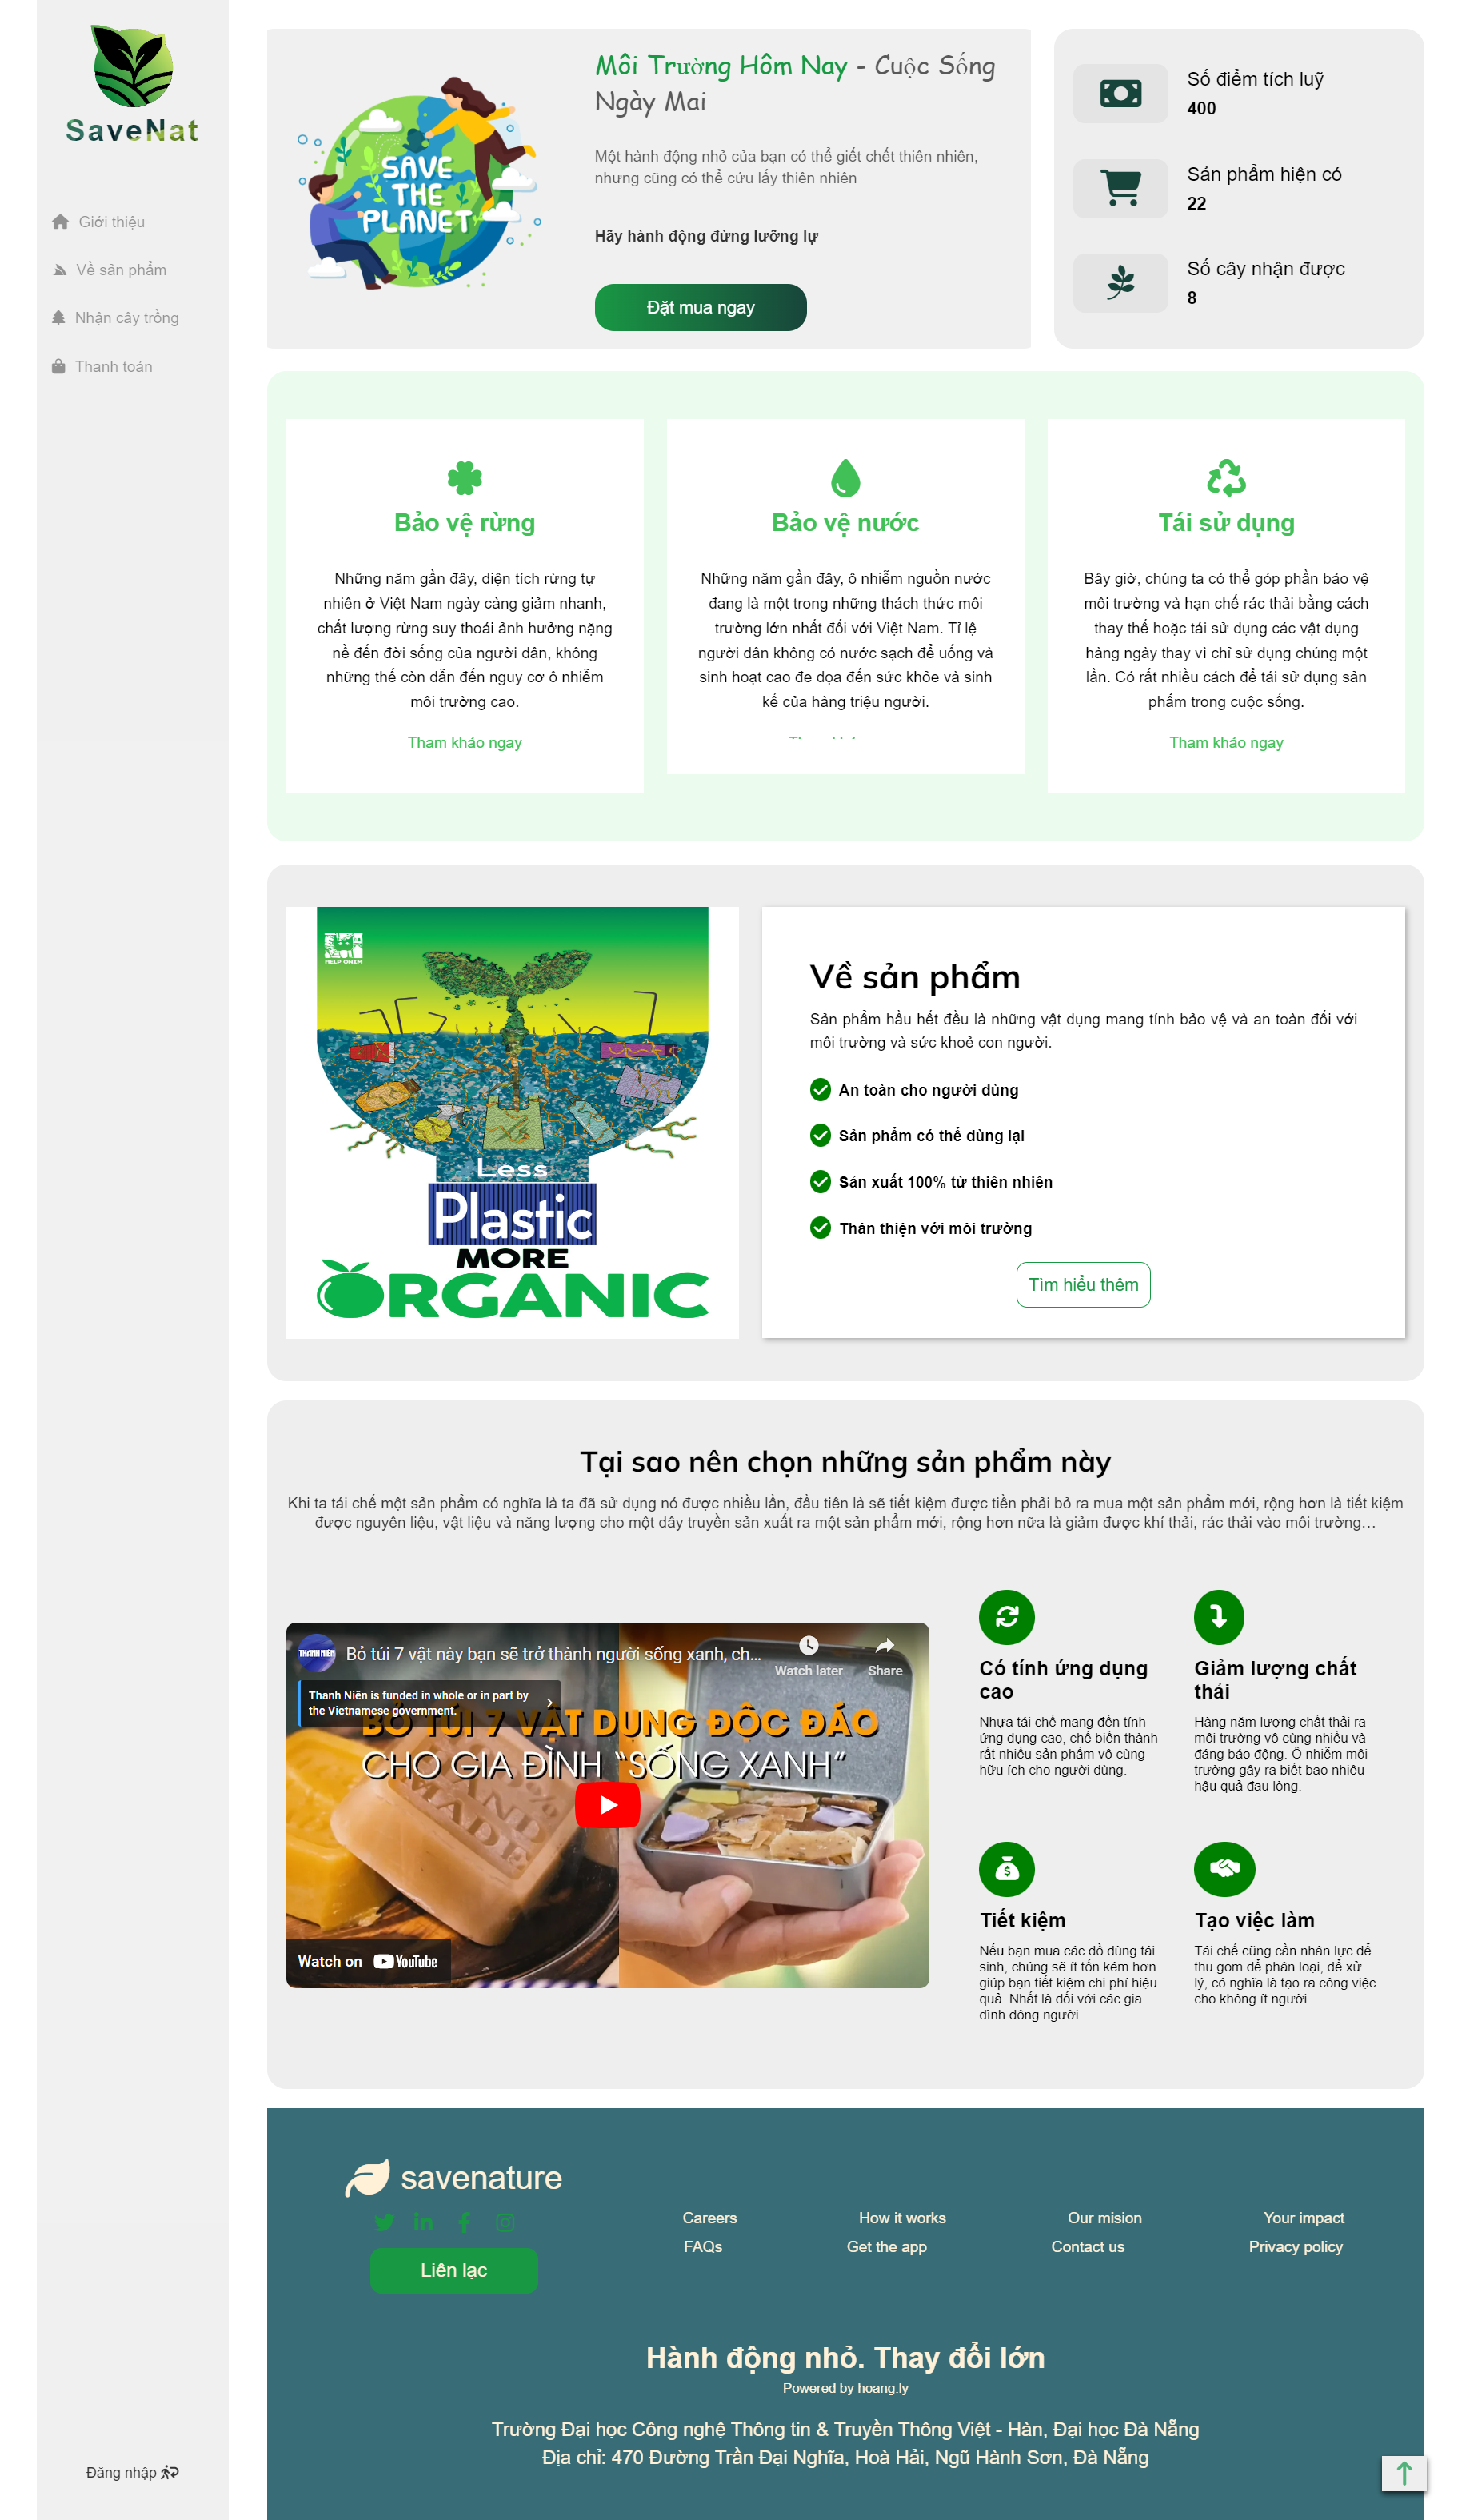 SaveNat
Giới thiệu
Về sản phẩm
Nhận cây trồng
Thanh toán
Đăng nhập
SAVE
THE
PLANET
Môi Trường Hôm Nay - Cuộc Sống
Ngày Mai
Một hành động nhỏ của bạn có thể giết chết thiên nhiên,
nhưng cũng có thể cứu lấy thiên nhiên
Hãy hành động đừng lưỡng lự
Đặt mua ngay
Số điểm tích luỹ
400
Sản phẩm hiện có
22
Số cây nhận được
8
Bảo vệ rừng
Những năm gần đây, diện tích rừng tự
nhiên ở Việt Nam ngày càng giảm nhanh,
chất lượng rừng suy thoái ảnh hưởng nặng
nề đến đời sống của người dân, không
những thế còn dẫn đến nguy cơ ô nhiễm
môi trường cao.
Tham khảo ngay
Bảo vệ nước
Những năm gần đây, ô nhiễm nguồn nước
đang là một trong những thách thức môi
trường lớn nhất đối với Việt Nam. Tỉ lệ
người dân không có nước sạch để uống và
sinh hoạt cao đe dọa đến sức khỏe và sinh
kế của hàng triệu người.
Tái sử dụng
Bây giờ, chúng ta có thể góp phần bảo vệ
môi trường và hạn chế rác thải bằng cách
thay thế hoặc tái sử dụng các vật dụng
hàng ngày thay vì chỉ sử dụng chúng một
lần. Có rất nhiều cách để tái sử dụng sản
phẩm trong cuộc sống.
Tham khảo ngay
HELP ONIM
Less
Plastic
MORE
ORGANIC
Về sản phẩm
Sản phẩm hầu hết đều là những vật dụng mang tính bảo vệ và an toàn đối với
môi trường và sức khoẻ con người.
An toàn cho người dùng
Sản phẩm có thể dùng lại
Sản xuất 100% từ thiên nhiên
Thân thiện với môi trường
Tìm hiểu thêm
Tại sao nên chọn những sản phẩm này
Khi ta tái chế một sản phẩm có nghĩa là ta đã sử dụng nó được nhiều lần, đầu tiên là sẽ tiết kiệm được tiền phải bỏ ra mua một sản phẩm mới, rộng hơn là tiết kiệm
được nguyên liệu, vật liệu và năng lượng cho một dây truyền sản xuất ra một sản phẩm mới, rộng hơn nữa là giảm được khí thải, rác thải vào môi trường…
THANH NIÊN
Bỏ túi 7 vật này bạn sẽ trở thành người sống xanh, ch...
Watch later
Share
Thanh Niên is funded in whole or in part by
the Vietnamese government.
BỎ TÚI 7 VẬT DỤNG ĐỘC ĐÁO
CHO GIA ĐÌNH “SỐNG XANH”
Watch on YouTube
Có tính ứng dụng
cao
Nhựa tái chế mang đến tính
ứng dụng cao, chế biến thành
rất nhiều sản phẩm vô cùng
hữu ích cho người dùng.
Giảm lượng chất
thải
Hàng năm lượng chất thải ra
môi trường vô cùng nhiều và
đáng báo động. Ô nhiễm môi
trường gây ra biết bao nhiêu
hậu quả đau lòng.
Tiết kiệm
Nếu bạn mua các đồ dùng tái
sinh, chúng sẽ ít tốn kém hơn
giúp bạn tiết kiệm chi phí hiệu
quả. Nhất là đối với các gia
đình đông người.
Tạo việc làm
Tái chế cũng cần nhân lực để
thu gom để phân loại, để xử
lý, có nghĩa là tạo ra công việc
cho không ít người.
savenature
Liên lạc
Careers
How it works
Our mision
Your impact
FAQs
Get the app
Contact us
Privacy policy
Hành động nhỏ. Thay đổi lớn
Powered by hoang.ly
Trường Đại học Công nghệ Thông tin & Truyền Thông Việt - Hàn, Đại học Đà Nẵng
Địa chỉ: 470 Đường Trần Đại Nghĩa, Hoà Hải, Ngũ Hành Sơn, Đà Nẵng